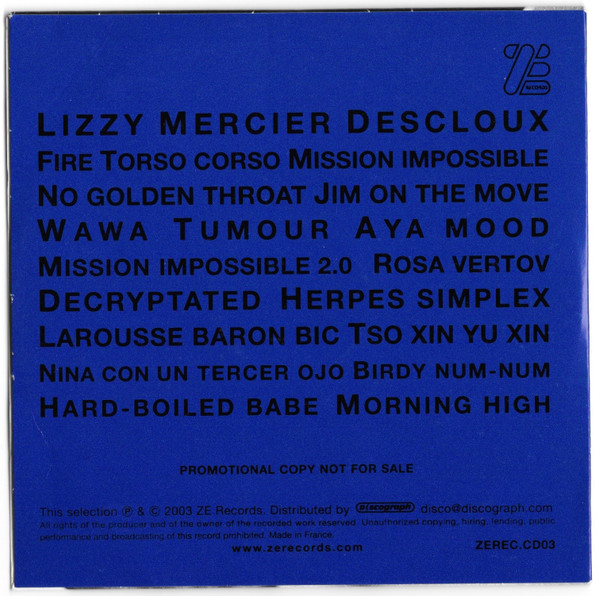 ZE
RECORDS
LIZZY MERCIER DESCLOUX
FIRE TORSO CORSO MISSION IMPOSSIBLE
NO GOLDEN THROAT JIM ON THE MOVE
WAWA TUMOUR AYA MOOD
MISSION IMPOSSIBLE 2.0 ROSA VERTOV
DECRYPTATED HERPES SIMPLEX
LAROUSSE BARON BIC TSO XIN YU XIN
NINA CON UN TERCER OJO BIRDY NUM-NUM
HARD-BOILED BABE MORNING HIGH
PROMOTIONAL COPY NOT FOR SALE
This selection ℗ & © 2003 ZE Records. Distributed by Discograph disco@discograph.com
All rights of the producer and of the owner of the recorded work reserved. Unauthorized copying, hiring, lending, public
performance and broadcasting of this record prohibited. Made in France.
www.zerecords.com ZEREC.CD03